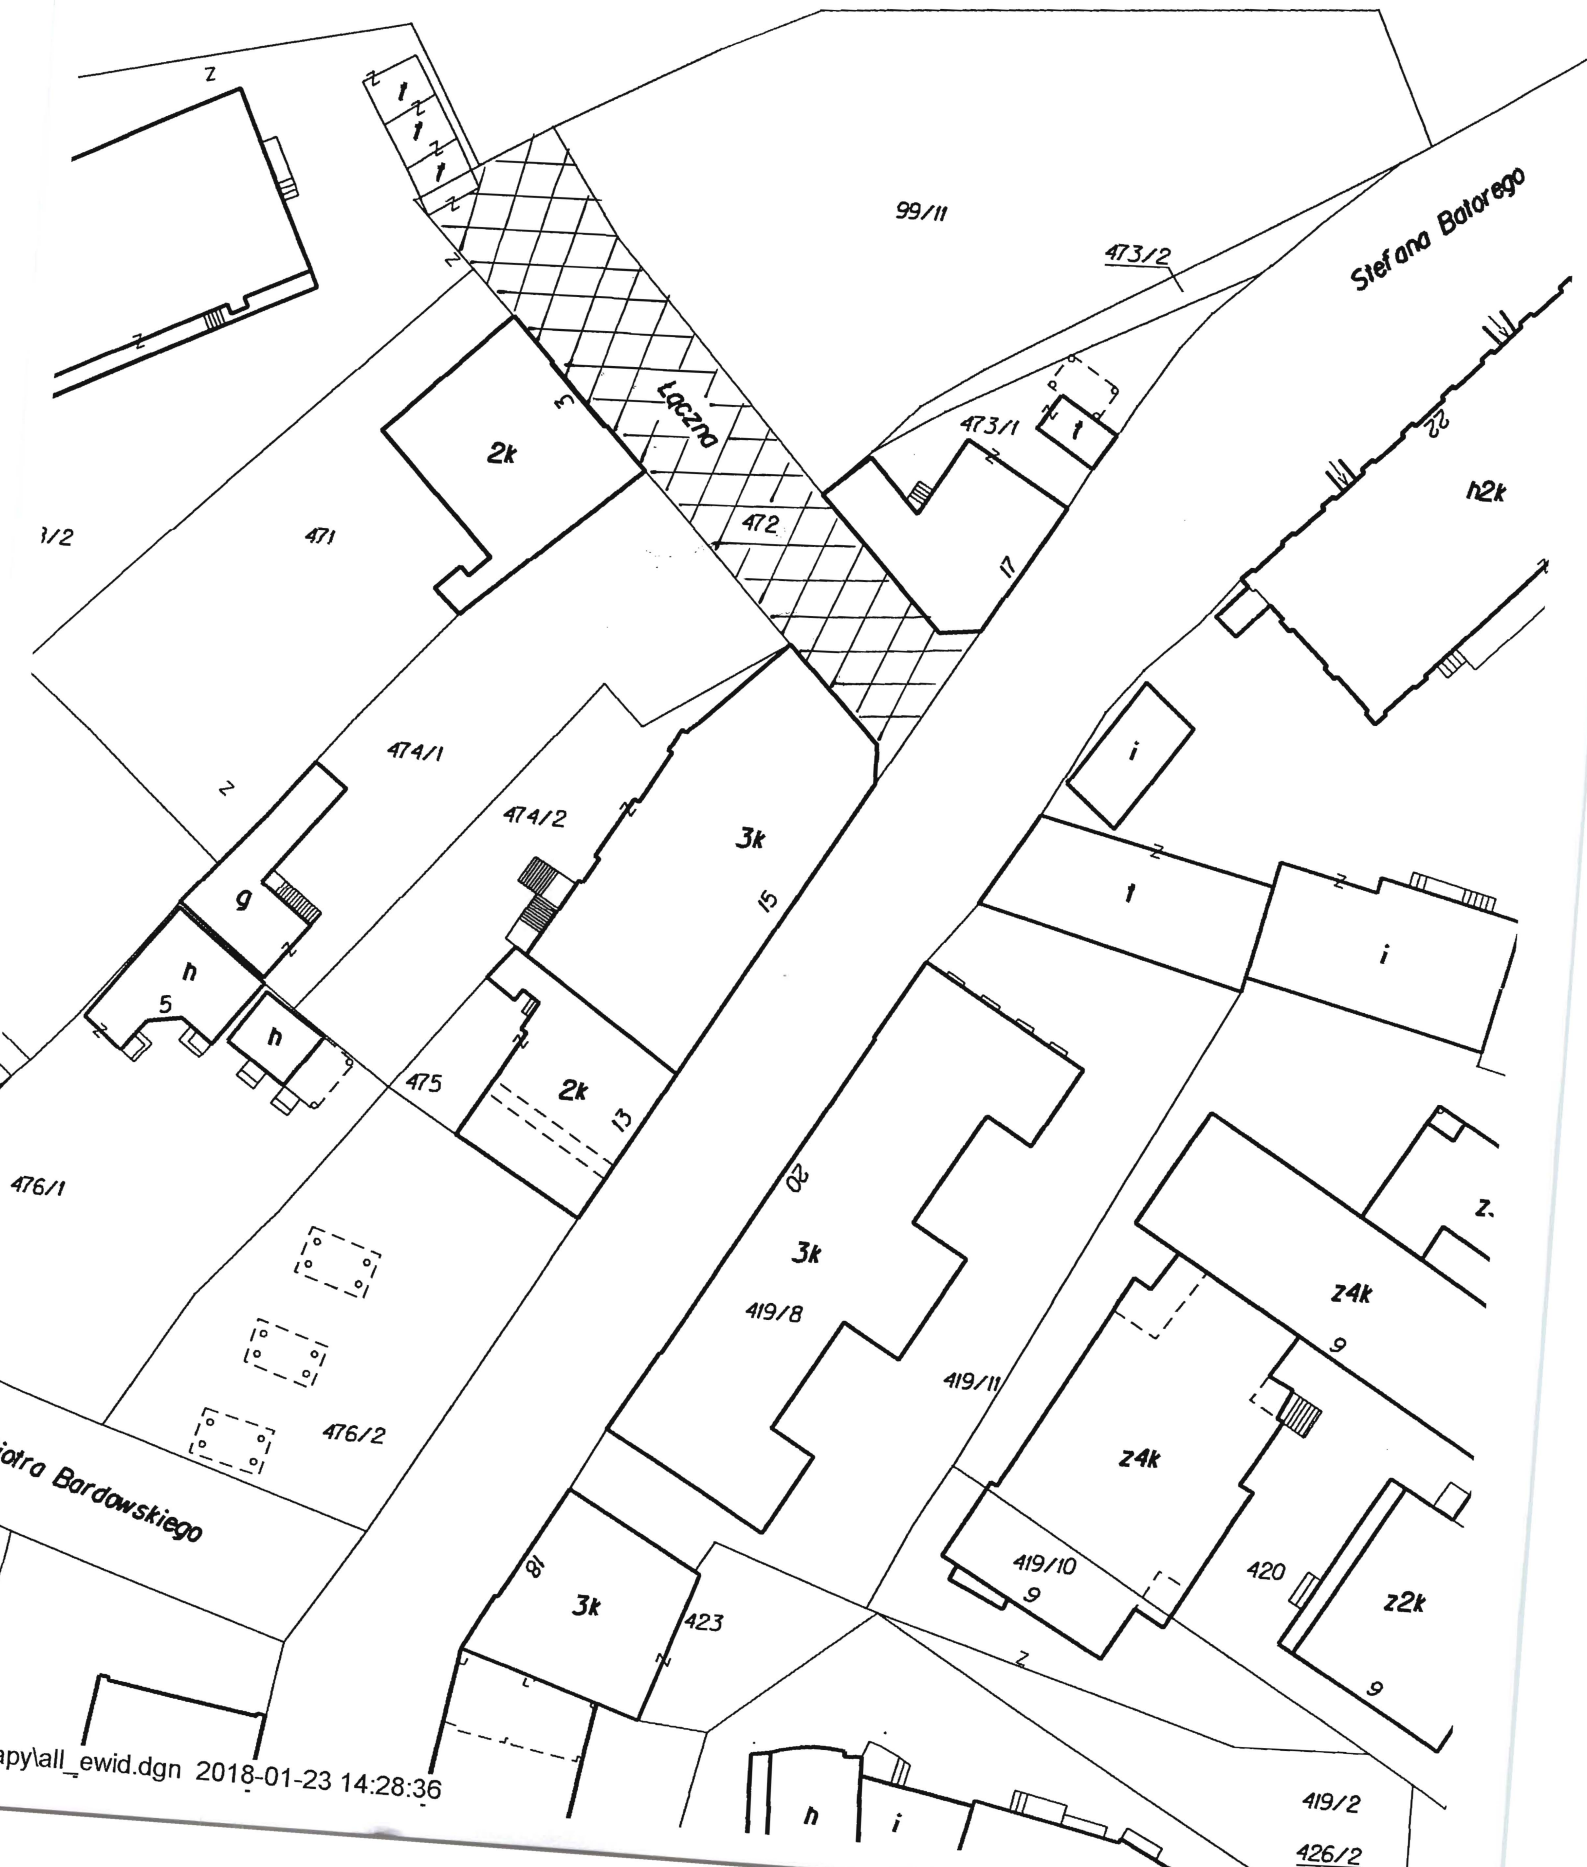 z
z
t
z
t
z
t
z
z
99/11
473/2
Stefana Batorego
z
3
Łączna
2k
22
473/1
z
t
z
h2k
z
/2
471
472
17
474/1
i
z
474/2
z
3k
z
t
z
15
i
g
z
n
5
z
n
475
z
2k
13
476/1
20
z.
3k
z4k
419/8
9
419/11
476/2
z4k
iotra Bardowskiego
18
419/10
9
420
3k
z2k
423
z
z
9
apy\all_ewid.dgn 2018-01-23 14:28:36
n
i
419/2
426/2